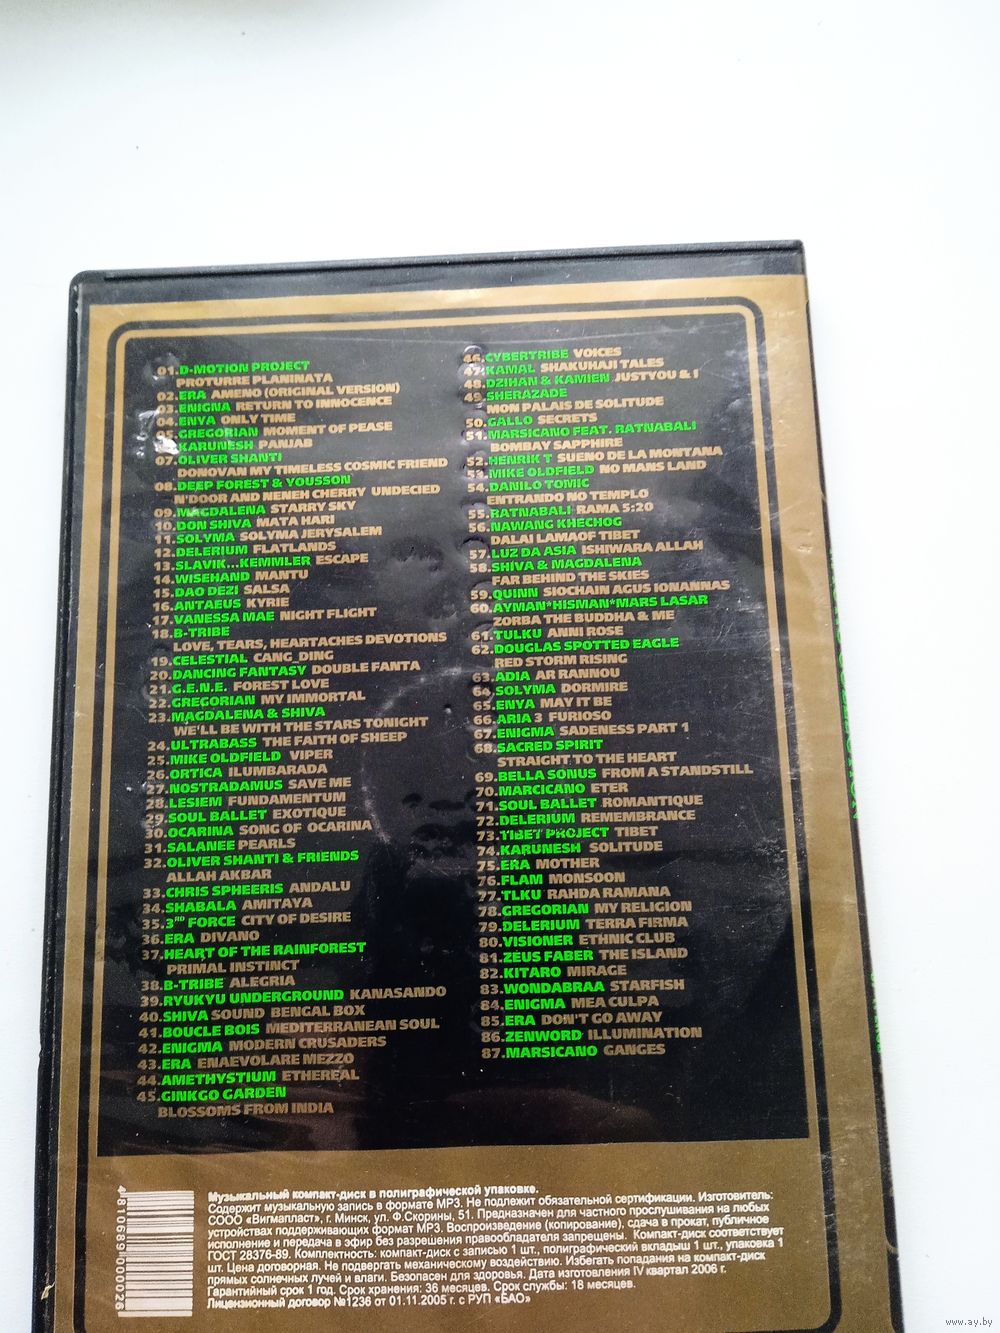 01.D-MOTION PROJECT
PROTURRE PLANINATA
02.ERA AMENO (ORIGINAL VERSION)
03.ENIGNA RETURN TO INNOCENCE
04.ENYA ONLY TIME
05.GREGORIAN MOMENT OF PEASE
KARUNESH PANJAB
07.OLIVER SHANTI
DONOVAN MY TIMELESS COSMIC FRIEND
08.DEEP FOREST & YOUSSON
N'DOOR AND NENEH CHERRY UNDECIED
09.MAGDALENA STARRY SKY
10.DON SHIVA MATA HARI
11.SOLYMA SOLYMA JERYSALEM
12.DELERIUM FLATLANDS
13.SLAVIK...KEMMLER ESCAPE
14.WISEHAND MANTU
15.DAO DEZI SALSA
16.ANTAEUS KYRIE
17.VANESSA MAE NIGHT FLIGHT
18.B-TRIBE
LOVE, TEARS, HEARTACHES DEVOTIONS
19.CELESTIAL CANG_DING
20.DANCING FANTASY DOUBLE FANTA
21.G.E.N.E. FOREST LOVE
22.GREGORIAN MY IMMORTAL
23.MAGDALENA & SHIVA
WE'LL BE WITH THE STARS TONIGHT
24.ULTRABASS THE FAITH OF SHEEP
25.MIKE OLDFIELD VIPER
26.ORTICA ILUMBARADA
27.NOSTRADAMUS SAVE ME
28.LESIEM FUNDAMENTUM
29.SOUL BALLET EXOTIQUE
30.OCARINA SONG OF OCARINA
31.SALANEE PEARLS
32.OLIVER SHANTI & FRIENDS
ALLAH AKBAR
33.CHRIS SPHEERIS ANDALU
34.SHABALA AMITAYA
35.3RD FORCE CITY OF DESIRE
36.ERA DIVANO
37.HEART OF THE RAINFOREST
PRIMAL INSTINCT
38.B-TRIBE ALEGRIA
39.RYUKYU UNDERGROUND KANASANDO
40.SHIVA SOUND BENGAL BOX
41.BOUCLE BOIS MEDITERRANEAN SOUL
42.ENIGMA MODERN CRUSADERS
43.ERA ENAEVOLARE MEZZO
44.AMETHYSTIUM ETHEREAL
45.GINKGO GARDEN
BLOSSOMS FROM INDIA
46.CYBERTRIBE VOICES
47.KAMAL SHAKUHAJI TALES
48.DZIHAN & KAMIEN JUSTYOU & I
49.SHERAZADE
MON PALAIS DE SOLITUDE
50.GALLO SECRETS
51.MARSICANO FEAT. RATNABALI
BOMBAY SAPPHIRE
52.HENRIK T SUENO DE LA MONTANA
53.MIKE OLDFIELD NO MANS LAND
54.DANILO TOMIC
ENTRANDO NO TEMPLO
55.RATNABALI RAMA 5:20
56.NAWANG KHECHOG
DALAI LAMAOF TIBET
57.LUZ DA ASIA ISHIWARA ALLAH
58.SHIVA & MAGDALENA
FAR BEHIND THE SKIES
59.QUINN SIOCHAIN AGUS IONANNAS
60.AYMAN*HISMAN*MARS LASAR
ZORBA THE BUDDHA & ME
61.TULKU ANNI ROSE
62.DOUGLAS SPOTTED EAGLE
RED STORM RISING
63.ADIA AR RANNOU
64.SOLYMA DORMIRE
65.ENYA MAY IT BE
66.ARIA 3 FURIOSO
67.ENIGMA SADENESS PART 1
68.SACRED SPIRIT
STRAIGHT TO THE HEART
69.BELLA SONUS FROM A STANDSTILL
70.MARCICANO ETER
71.SOUL BALLET ROMANTIQUE
72.DELERIUM REMEMBRANCE
73.TIBET PROJECT TIBET
74.KARUNESH SOLITUDE
75.ERA MOTHER
76.FLAM MONSOON
77.TLKU RAHDA RAMANA
78.GREGORIAN MY RELIGION
79.DELERIUM TERRA FIRMA
80.VISIONER ETHNIC CLUB
81.ZEUS FABER THE ISLAND
82.KITARO MIRAGE
83.WONDABRAA STARFISH
84.ENIGMA MEA CULPA
85.ERA DON'T GO AWAY
86.ZENWORD ILLUMINATION
87.MARSICANO GANGES
4810689000026
Музыкальный компакт-диск в полиграфической упаковке.
Содержит музыкальную запись в формате MP3. Не подлежит обязательной сертификации. Изготовитель:
СООО «Вигмапласт», г. Минск, ул. Ф.Скорины, 51. Предназначен для частного прослушивания на любых
устройствах поддерживающих формат MP3. Воспроизведение (копирование), сдача в прокат, публичное
исполнение и передача в эфир без разрешения правообладателя запрещены. Компакт-диск соответствует
ГОСТ 28376-89. Комплектность: компакт-диск с записью 1 шт., полиграфический вкладыш 1 шт., упаковка 1
шт. Цена договорная. Не подвергать механическому воздействию. Избегать попадания на компакт-диск
прямых солнечных лучей и влаги. Безопасен для здоровья. Дата изготовления IV квартал 2006 г.
Гарантийный срок 1 год. Срок хранения: 36 месяцев. Срок службы: 18 месяцев.
Лицензионный договор №1236 от 01.11.2005 г. с РУП «БАО»
www.ay.by